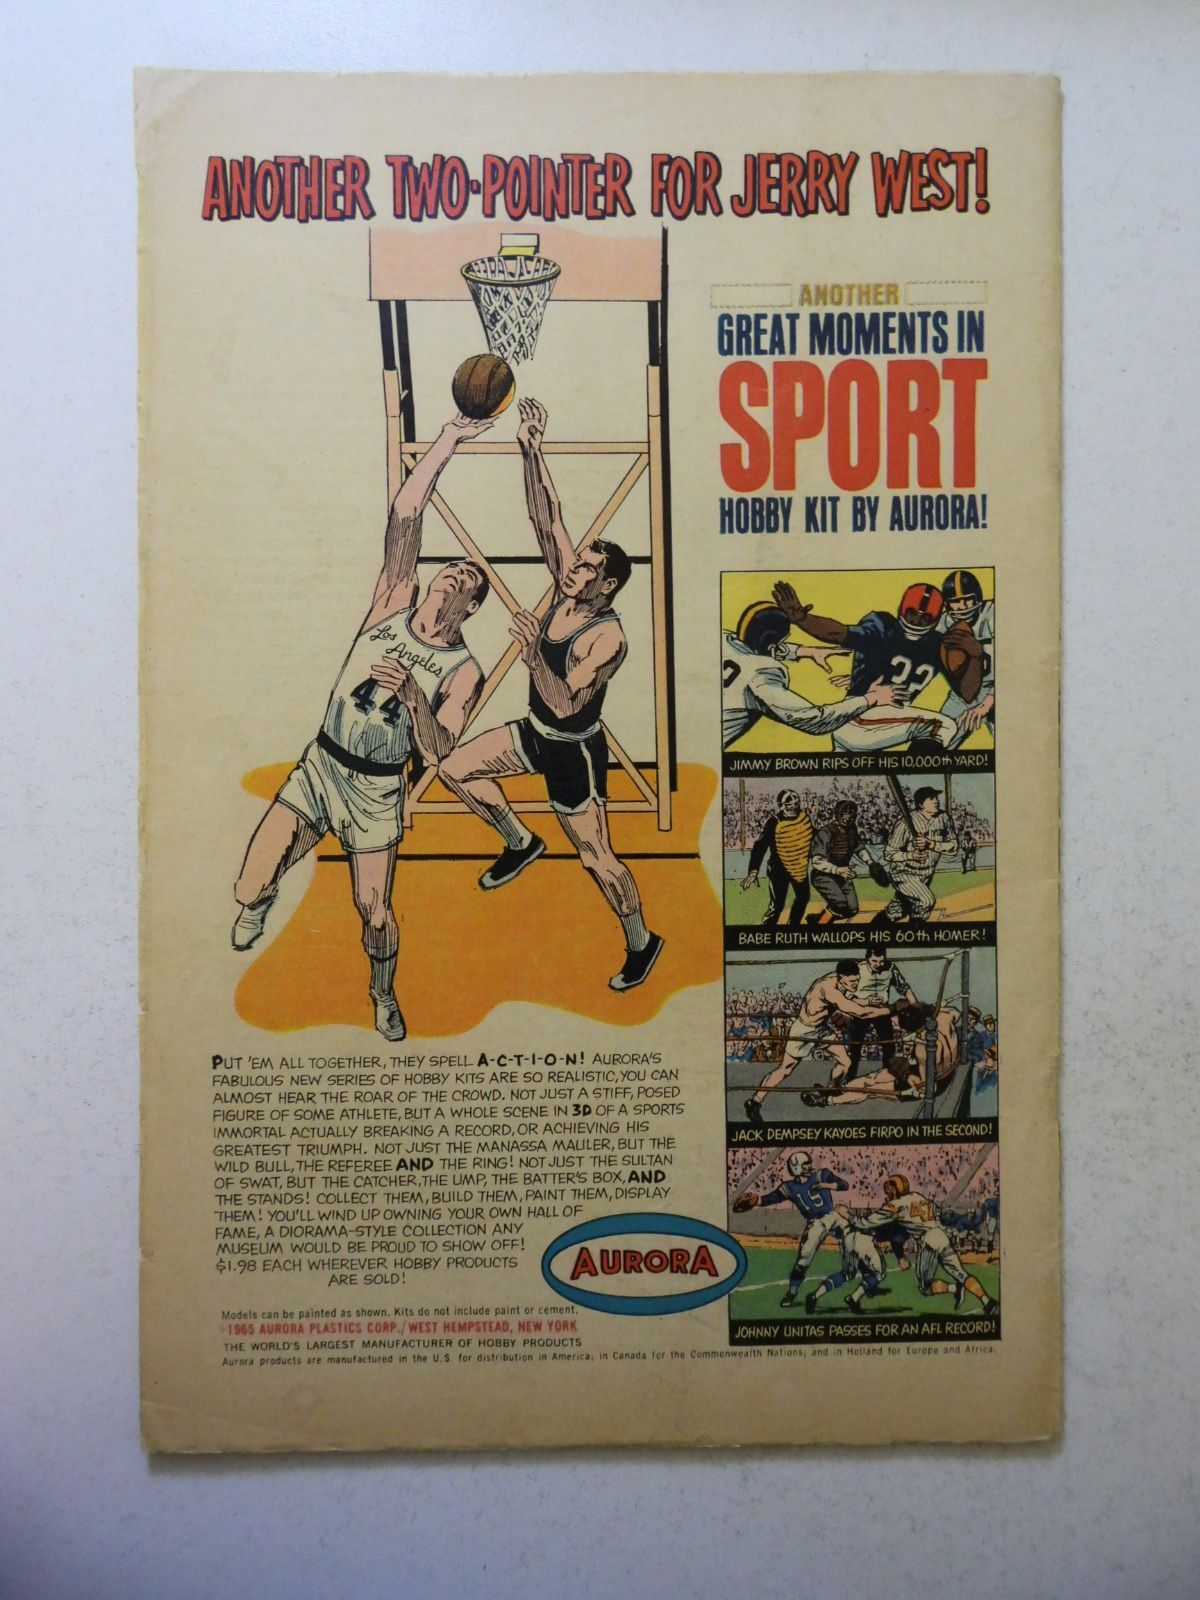 ANOTHER TWO-POINTER FOR JERRY WEST!
ANOTHER
GREAT MOMENTS IN
SPORT
HOBBY KIT BY AURORA!
Los
Angeles
44
32
JIMMY BROWN RIPS OFF HIS 10,000th YARD!
BABE RUTH WALLOPS HIS 60th HOMER!
JACK DEMPSEY KAYOES FIRPO IN THE SECOND!
15
JOHNNY UNITAS PASSES FOR AN AFL RECORD!
PUT 'EM ALL TOGETHER, THEY SPELL A-C-T-I-O-N! AURORA'S
FABULOUS NEW SERIES OF HOBBY KITS ARE SO REALISTIC, YOU CAN
ALMOST HEAR THE ROAR OF THE CROWD. NOT JUST A STIFF, POSED
FIGURE OF SOME ATHLETE, BUT A WHOLE SCENE IN 3D OF A SPORTS
IMMORTAL ACTUALLY BREAKING A RECORD, OR ACHIEVING HIS
GREATEST TRIUMPH. NOT JUST THE MANASSA MAULER, BUT THE
WILD BULL, THE REFEREE AND THE RING! NOT JUST THE SULTAN
OF SWAT, BUT THE CATCHER, THE UMP, THE BATTER'S BOX, AND
THE STANDS! COLLECT THEM, BUILD THEM, PAINT THEM, DISPLAY
THEM! YOU'LL WIND UP OWNING YOUR OWN HALL OF
FAME, A DIORAMA-STYLE COLLECTION ANY
MUSEUM WOULD BE PROUD TO SHOW OFF!
$1.98 EACH WHEREVER HOBBY PRODUCTS
ARE SOLD!
AURORA
Models can be painted as shown. Kits do not include paint or cement.
©1965 AURORA PLASTICS CORP./WEST HEMPSTEAD, NEW YORK
THE WORLD'S LARGEST MANUFACTURER OF HOBBY PRODUCTS
Aurora products are manufactured in the U.S. for distribution in America; in Canada for the Commonwealth Nations; and in Holland for Europe and Africa.